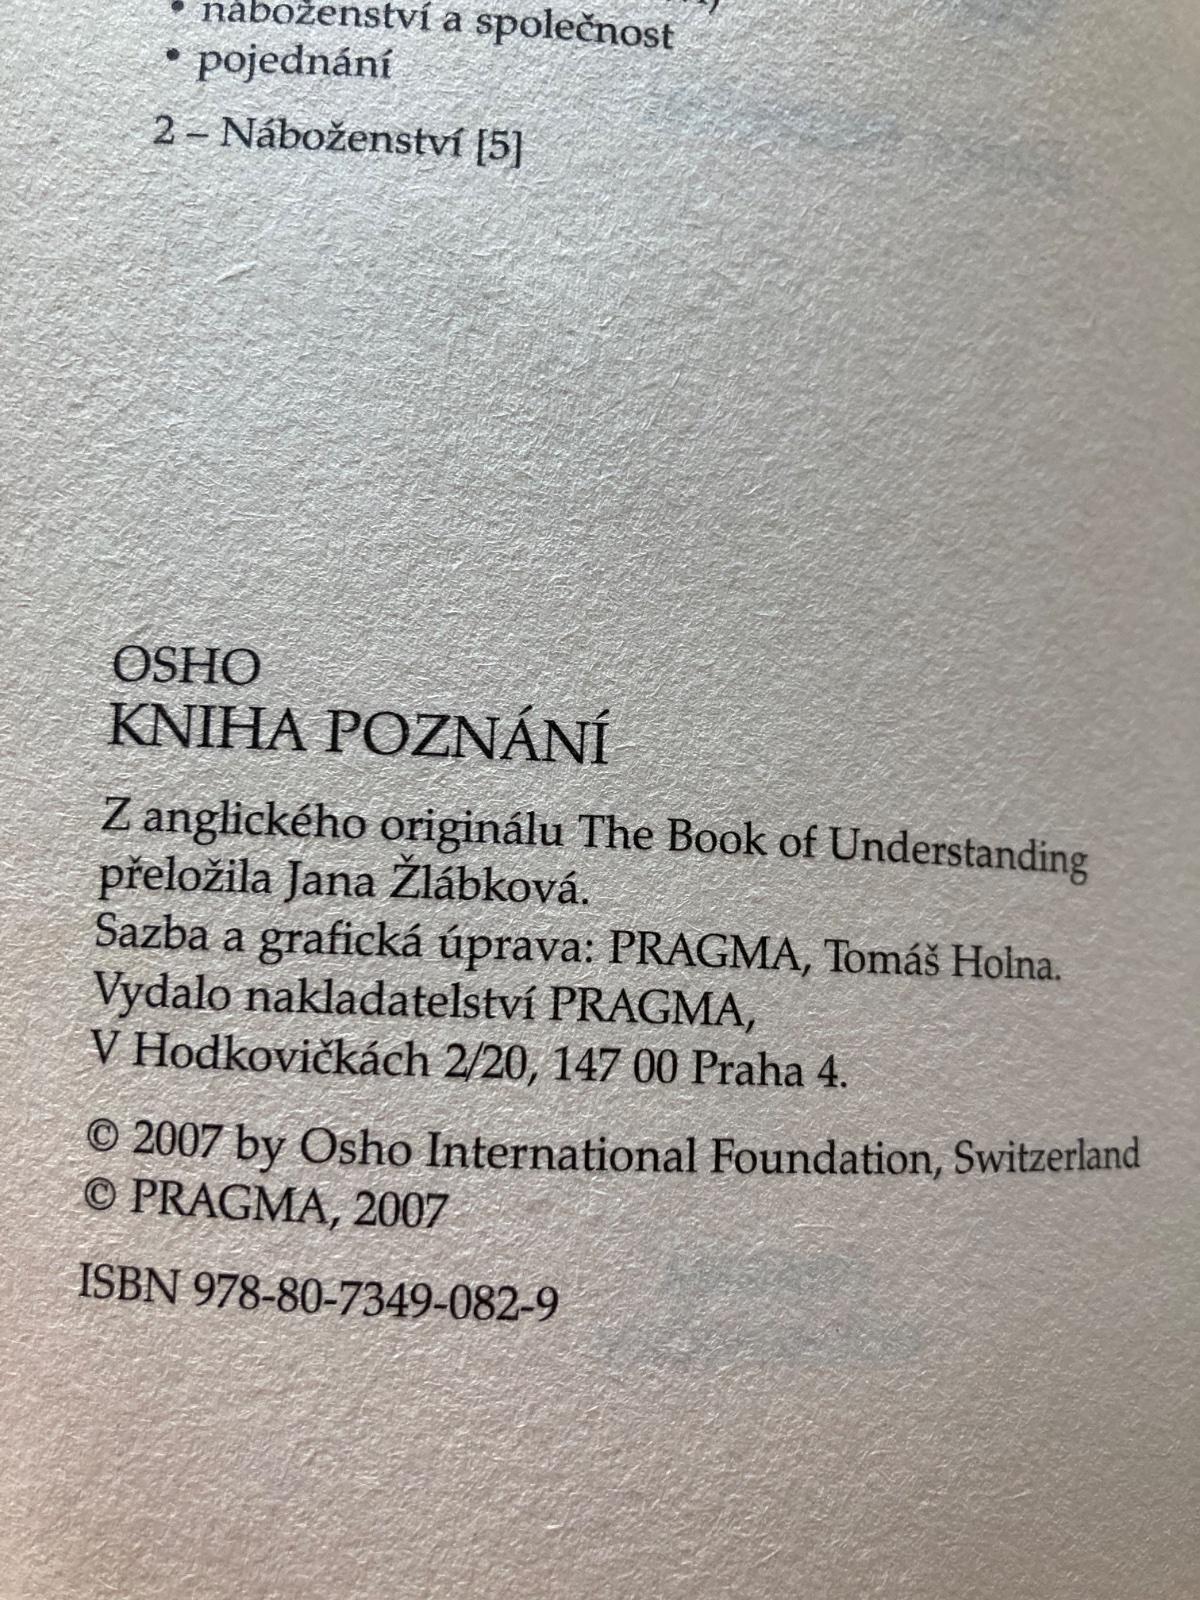 • náboženství a společnost
• pojednání
2 – Náboženství [5]
OSHO
KNIHA POZNÁNÍ
Z anglického originálu The Book of Understanding
přeložila Jana Žlábková.
Sazba a grafická úprava: PRAGMA, Tomáš Holna.
Vydalo nakladatelství PRAGMA,
V Hodkovičkách 2/20, 147 00 Praha 4.
© 2007 by Osho International Foundation, Switzerland
© PRAGMA, 2007
ISBN 978-80-7349-082-9